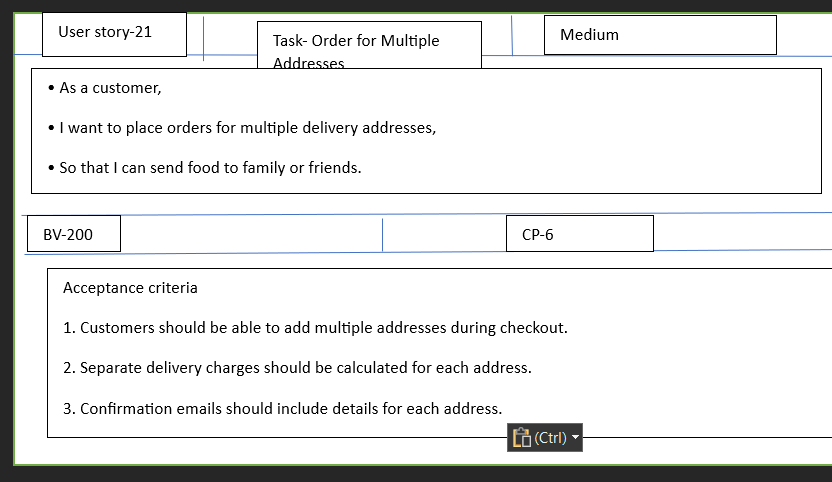 User story-21
Task- Order for Multiple
Addresses
Medium
• As a customer,
• I want to place orders for multiple delivery addresses,
• So that I can send food to family or friends.
BV-200
CP-6
Acceptance criteria
1. Customers should be able to add multiple addresses during checkout.
2. Separate delivery charges should be calculated for each address.
3. Confirmation emails should include details for each address.
(Ctrl)